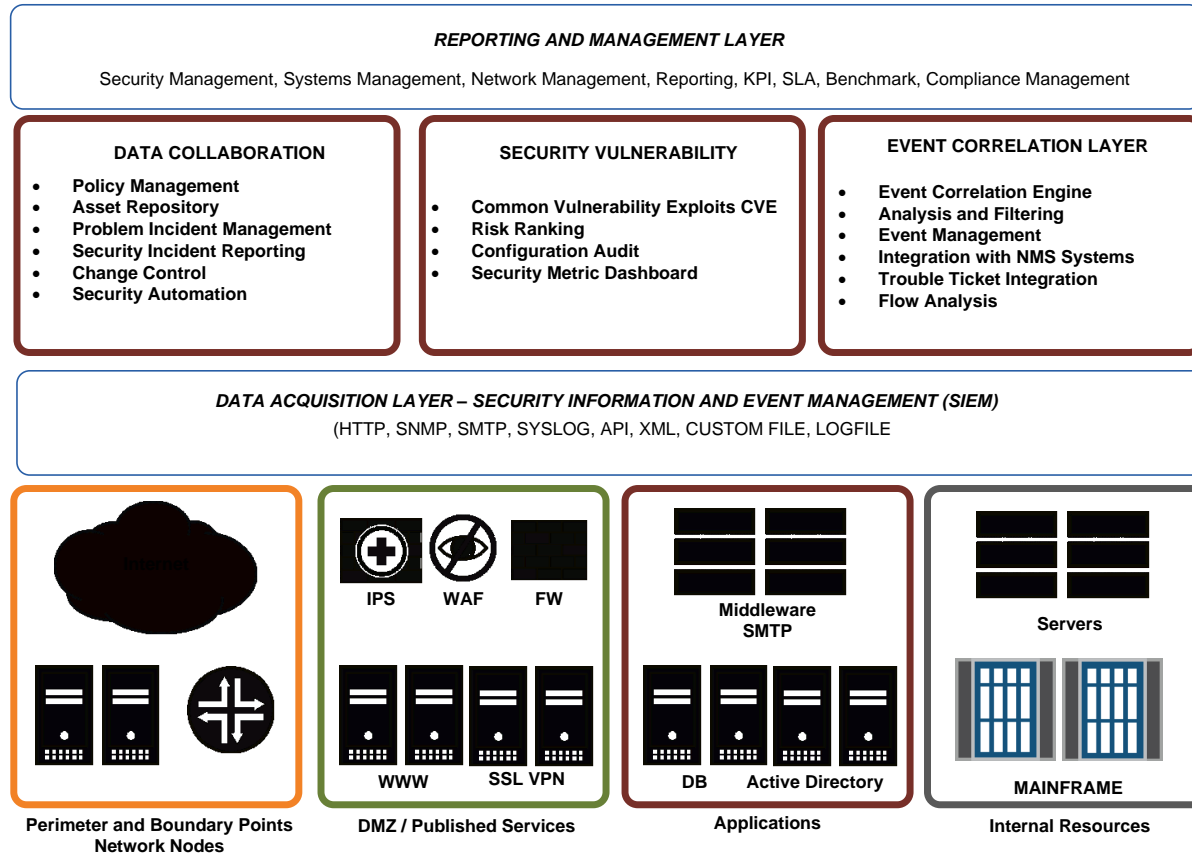 REPORTING AND MANAGEMENT LAYER
Security Management, Systems Management, Network Management, Reporting, KPI, SLA, Benchmark, Compliance Management
DATA COLLABORATION
• Policy Management
• Asset Repository
• Problem Incident Management
• Security Incident Reporting
• Change Control
• Security Automation
SECURITY VULNERABILITY
• Common Vulnerability Exploits CVE
• Risk Ranking
• Configuration Audit
• Security Metric Dashboard
EVENT CORRELATION LAYER
• Event Correlation Engine
• Analysis and Filtering
• Event Management
• Integration with NMS Systems
• Trouble Ticket Integration
• Flow Analysis
DATA ACQUISITION LAYER – SECURITY INFORMATION AND EVENT MANAGEMENT (SIEM)
(HTTP, SNMP, SMTP, SYSLOG, API, XML, CUSTOM FILE, LOGFILE
Internet
Perimeter and Boundary Points
Network Nodes
IPS
WAF
FW
WWW
SSL VPN
DMZ / Published Services
Middleware
SMTP
DB
Active Directory
Applications
Servers
MAINFRAME
Internal Resources